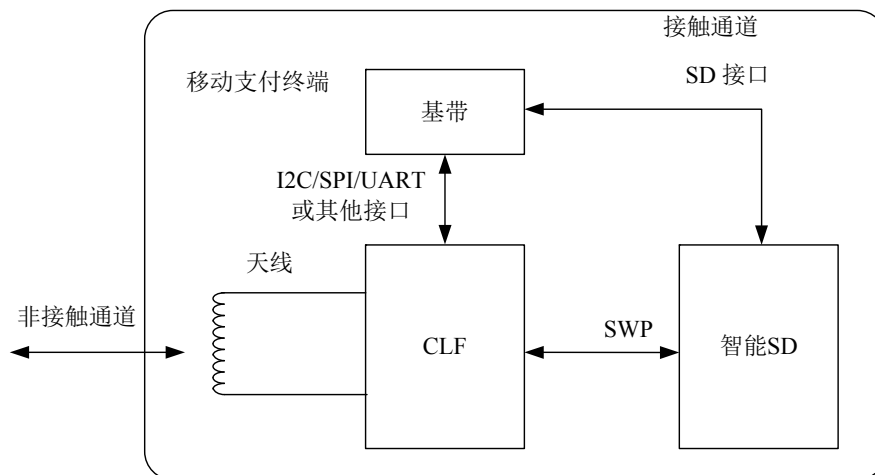 接触通道
移动支付终端
SD 接口
基带
I2C/SPI/UART
或其他接口
天线
非接触通道
SWP
CLF
智能SD